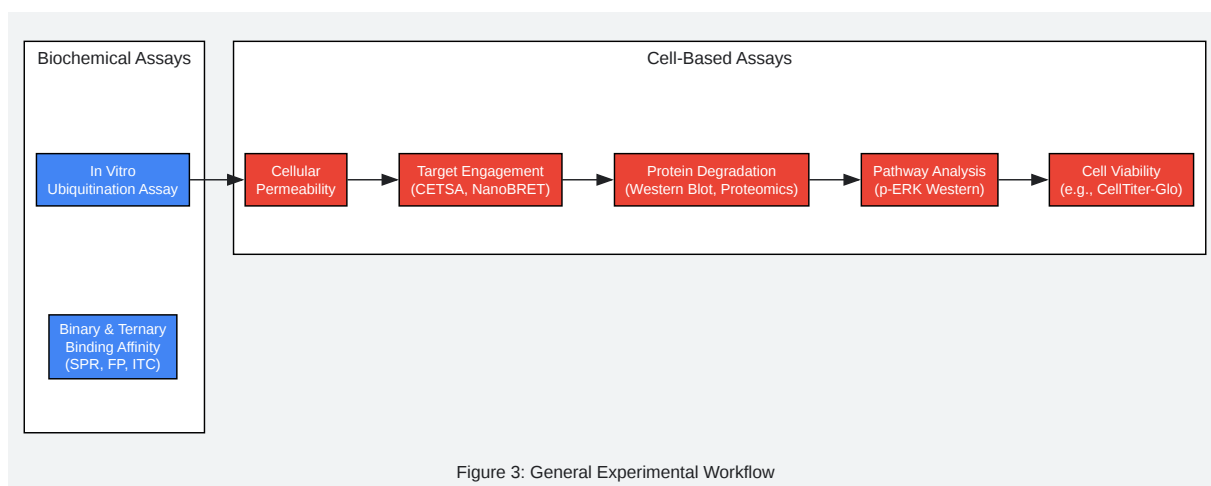 Biochemical Assays
Cell-Based Assays
In Vitro
Ubiquitination Assay
Cellular
Permeability
Target Engagement
(CETSA, NanoBRET)
Protein Degradation
(Western Blot, Proteomics)
Pathway Analysis
(p-ERK Western)
Cell Viability
(e.g., CellTiter-Glo)
Binary & Ternary
Binding Affinity
(SPR, FP, ITC)
Figure 3: General Experimental Workflow